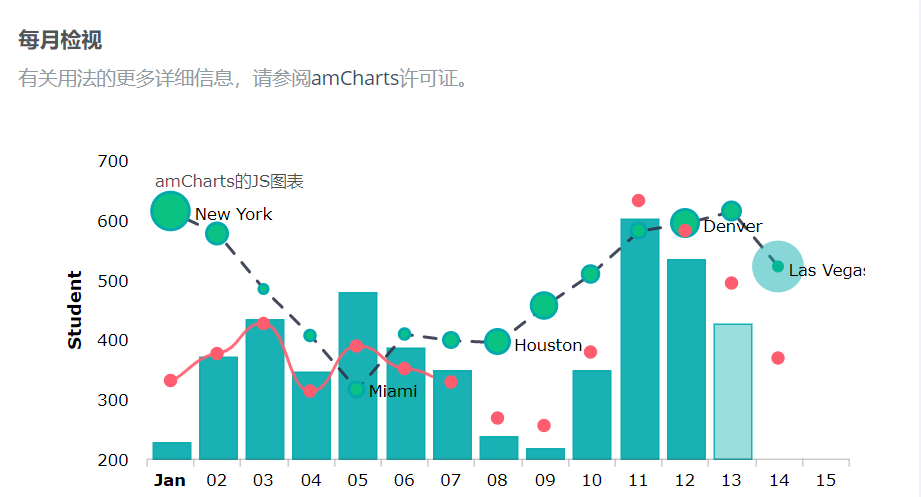 每月检视
有关用法的更多详细信息，请参阅amCharts许可证。
700
amCharts的JS图表
600
New York
Denver
500
Las Vegas
Student
400
Houston
300
Miami
200
Jan 02 03 04 05 06 07 08 09 10 11 12 13 14 15